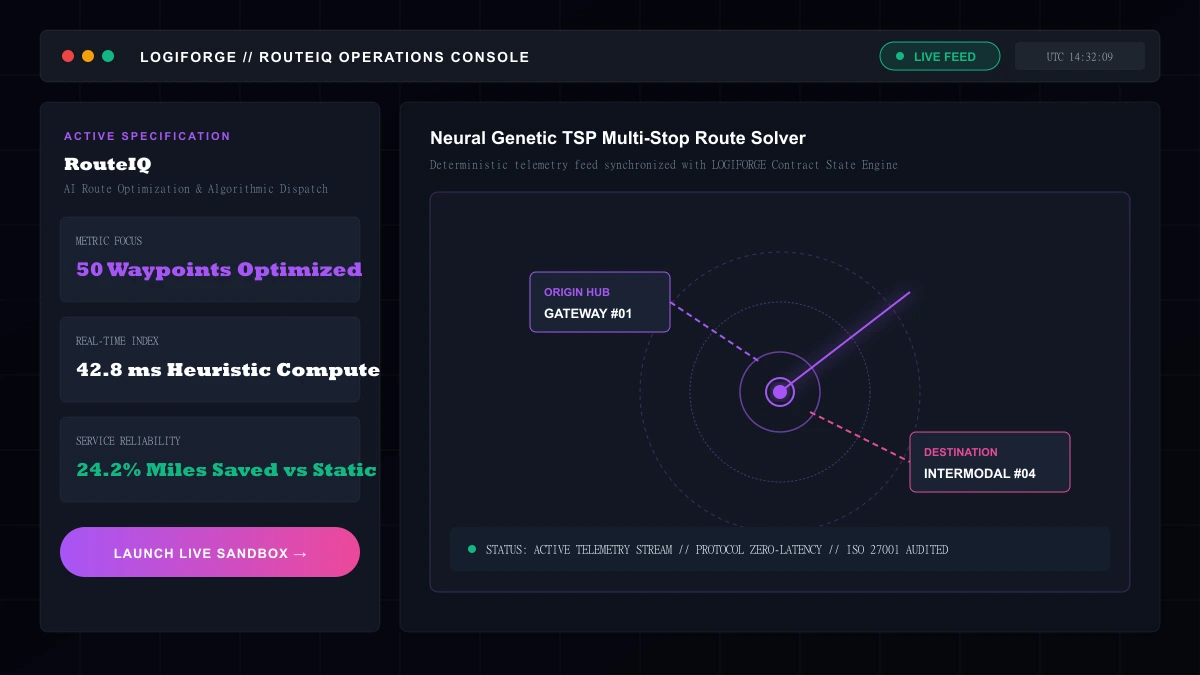 LOGIFORGE // ROUTEIQ OPERATIONS CONSOLE
LIVE FEED
UTC 14:32:09
ACTIVE SPECIFICATION
RouteIQ
AI Route Optimization & Algorithmic Dispatch
METRIC FOCUS
50 Waypoints Optimized
REAL-TIME INDEX
42.8 ms Heuristic Compute
SERVICE RELIABILITY
24.2% Miles Saved vs Static
LAUNCH LIVE SANDBOX →
Neural Genetic TSP Multi-Stop Route Solver
Deterministic telemetry feed synchronized with LOGIFORGE Contract State Engine
ORIGIN HUB
GATEWAY #01
DESTINATION
INTERMODAL #04
STATUS: ACTIVE TELEMETRY STREAM // PROTOCOL ZERO-LATENCY // ISO 27001 AUDITED